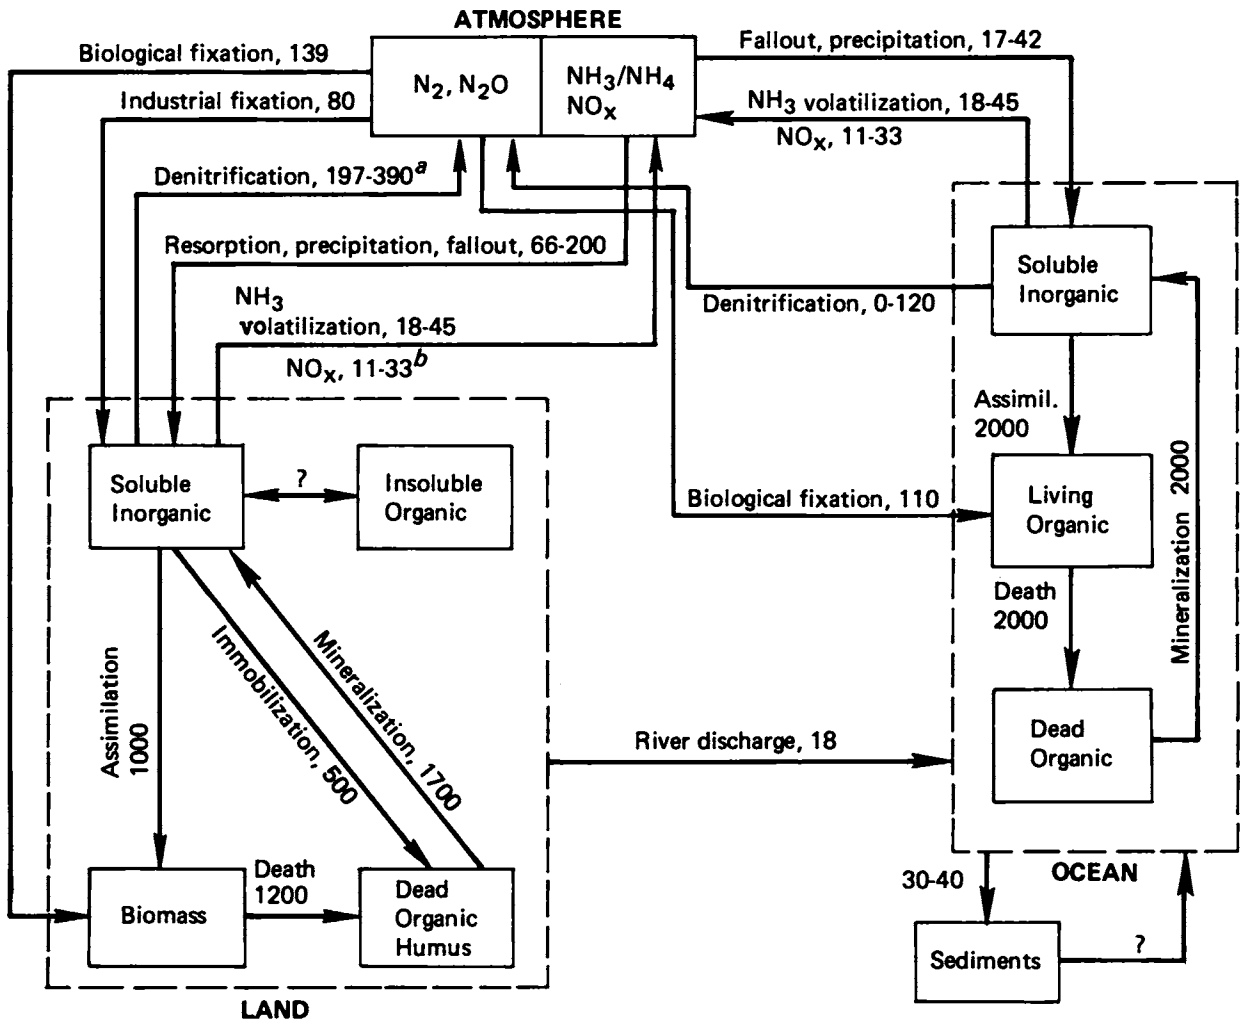 ATMOSPHERE
Biological fixation, 139
Fallout, precipitation, 17-42
N2, N2O
NH3/NH4
NOx
Industrial fixation, 80
NH3 volatilization, 18-45
NOx, 11-33
Denitrification, 197-390a
Resorption, precipitation, fallout, 66-200
Soluble
Inorganic
NH3
volatilization, 18-45
Denitrification, 0-120
NOx, 11-33b
Assimil.
2000
Mineralization 2000
Soluble
Inorganic
?
Insoluble
Organic
Biological fixation, 110
Living
Organic
Death
2000
Assimilation
1000
Immobilization, 500
Mineralization, 1700
River discharge, 18
Dead
Organic
Death
1200
Biomass
Dead
Organic
Humus
30-40
OCEAN
Sediments
?
LAND